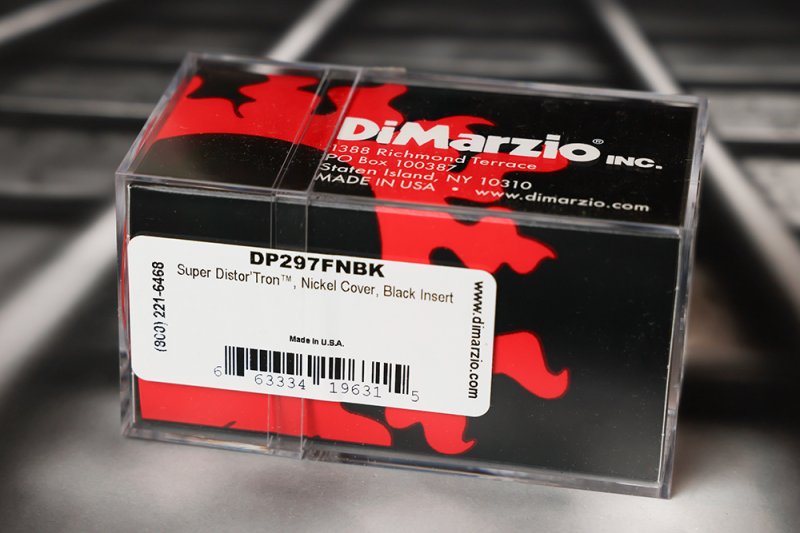 DiMarzio® INC.
1388 Richmond Terrace
PO Box 100387
Staten Island, NY 10310
MADE IN USA • www.dimarzio.com
DP297FNBK
Super Distor'Tron™, Nickel Cover, Black Insert
(800) 221-6468
www.dimarzio.com
Made in U.S.A.
6 63334 19631 5